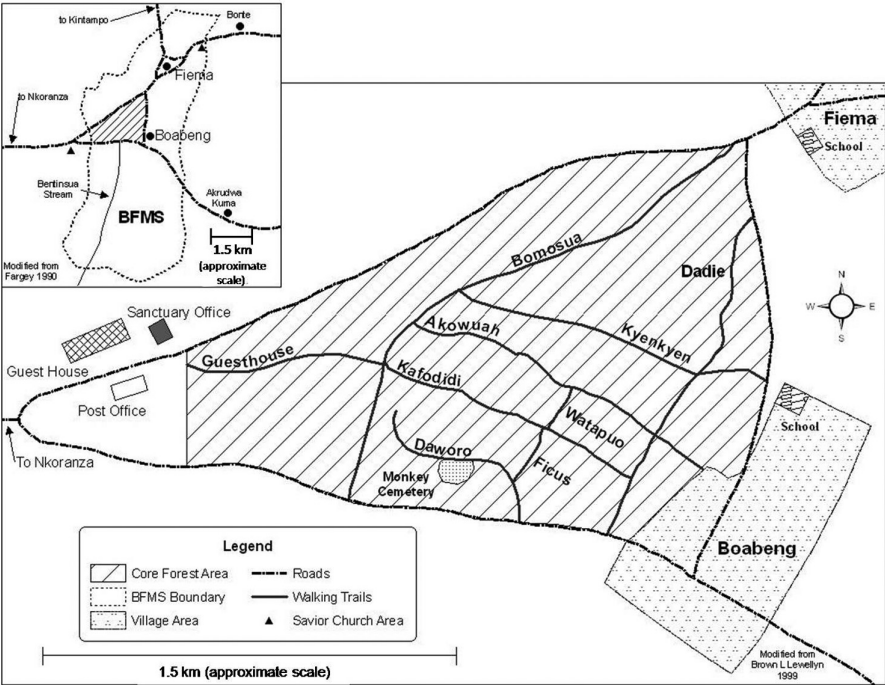 to Kintampo
Bonte
Fiema
to Nkoranza
Boabeng
Bentinsua
Stream
Akrudwa
Kuma
BFMS
1.5 km
(approximate
scale)
Modified from
Fargey 1990
Fiema
School
Bomosua
Dadie
N
W
E
S
Sanctuary Office
Akowuah
Kyenkyen
Guesthouse
Guest House
Kafodidi
Post Office
Watapuo
School
Daworo
To Nkoranza
Monkey
Cemetery
Ficus
Boabeng
Legend
Core Forest Area
Roads
BFMS Boundary
Walking Trails
Village Area
Savior Church Area
Modified from
Brown L Lewellyn
1999
1.5 km (approximate scale)